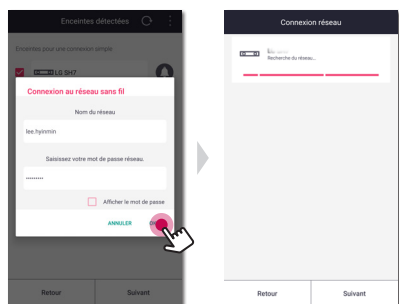 Enceintes détectées
Enceintes pour une connexion
simple.
LG SH7
Connexion au réseau sans fil
Nom du réseau
lee.hyinmin
Saisissez votre mot de passe réseau.
•••••••••
Afficher le mot de passe
ANNULER
Retour
Suivant
Connexion réseau
Recherche du réseau...
Retour
Suivant